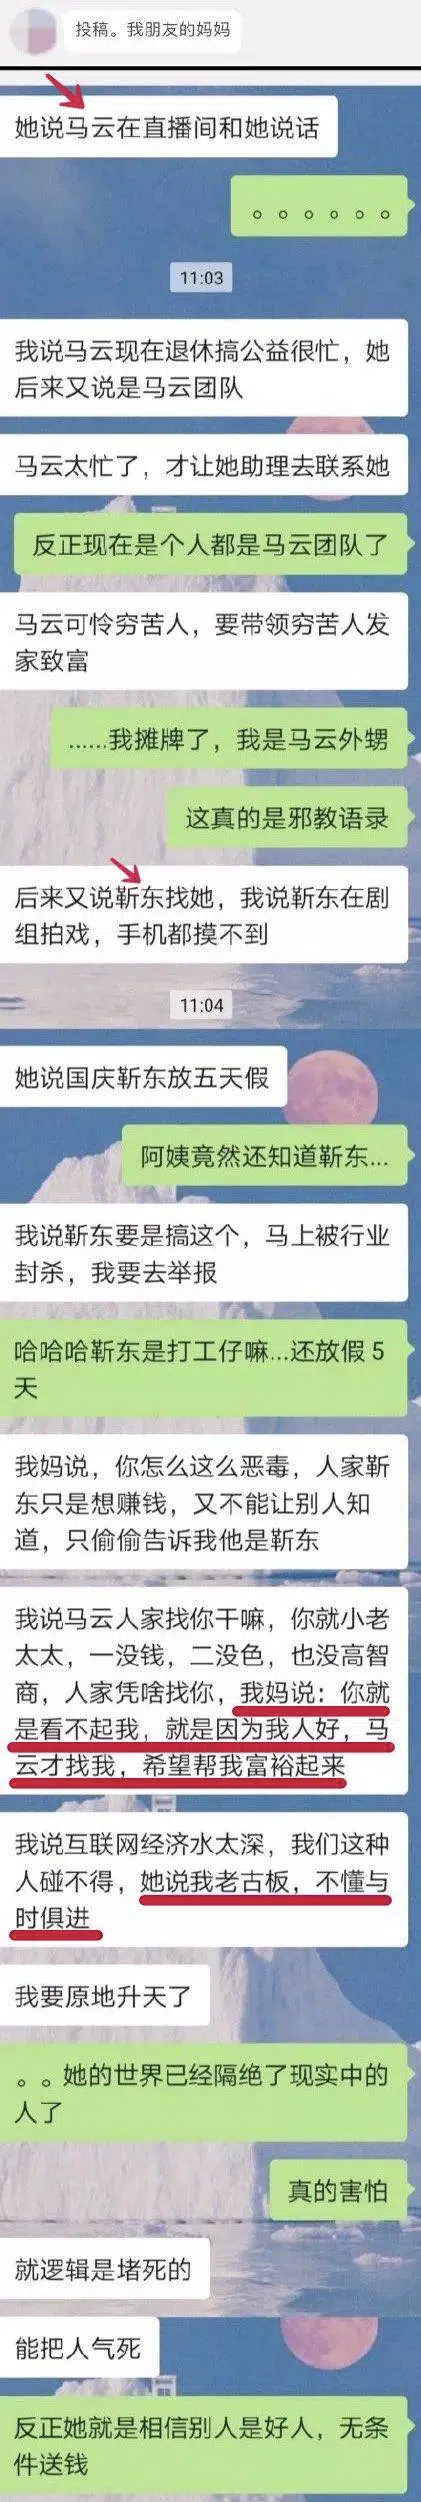 投稿。我朋友的妈妈
她说马云在直播间和她说话
。。。。。。
11:03
我说马云现在退休搞公益很忙，她
后来又说是马云团队
马云太忙了，才让她助理去联系她
反正现在是个人都是马云团队了
马云可怜穷苦人，要带领穷苦人发
家致富
......我摊牌了，我是马云外甥
这真的是邪教语录
后来又说靳东找她，我说靳东在剧
组拍戏，手机都摸不到
11:04
她说国庆靳东放五天假
阿姨竟然还知道靳东...
我说靳东要是搞这个，马上被行业
封杀，我要去举报
哈哈哈靳东是打工仔嘛...还放假 5
天
我妈说，你怎么这么恶毒，人家靳
东只是想赚钱，又不能让别人知
道，只偷偷告诉我他是靳东
我说马云人家找你干嘛，你就小老
太太，一没钱，二没色，也没高智
商，人家凭啥找你，我妈说：你就
是看不起我，就是因为我人好，马
云才找我，希望帮我富裕起来
我说互联网经济水太深，我们这种
人碰不得，她说我老古板，不懂与
时俱进
我要原地升天了
。。她的世界已经隔绝了现实中的
人了
真的害怕
就逻辑是堵死的
能把人气死
反正她就是相信别人是好人，无条
件送钱